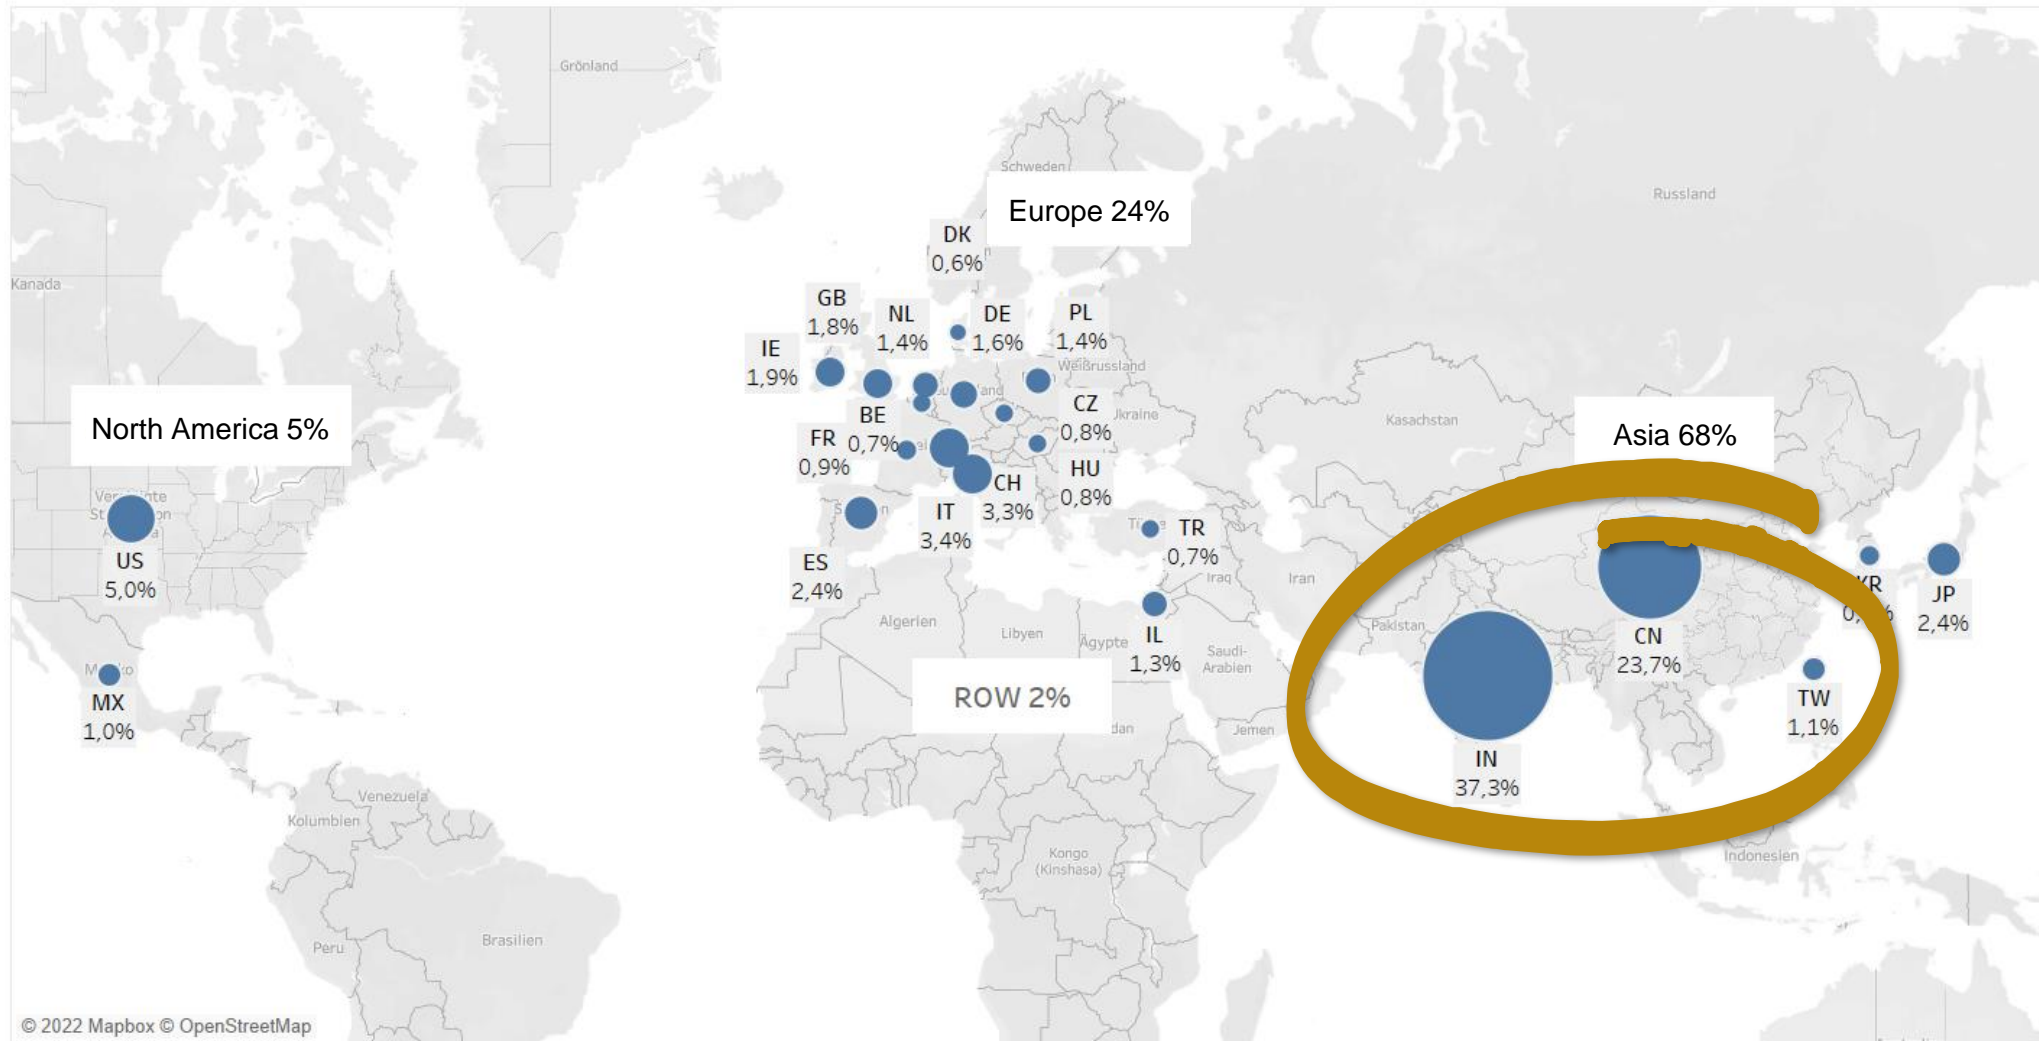 Grönland
Schweden
Russland
Europe 24%
DK
0,6%
Kanada
GB
1,8%
NL
1,4%
DE
1,6%
PL
1,4%
IE
1,9%
Weißrussland
North America 5%
BE
0,7%
FR
0,9%
CZ
0,8%
Ukraine
Kasachstan
Asia 68%
HU
0,8%
CH
3,3%
IT
3,4%
US
5,0%
ES
2,4%
TR
0,7%
Iraq
Iran
JP
2,4%
Algerien
Libyen
Ägypte
IL
1,3%
Saudi-
Arabien
Pakistan
CN
23,7%
MX
1,0%
ROW 2%
TW
1,1%
Jemen
IN
37,3%
Venezuela
Kolumbien
Kongo
(Kinshasa)
Indonesien
Peru
Brasilien
© 2022 Mapbox © OpenStreetMap